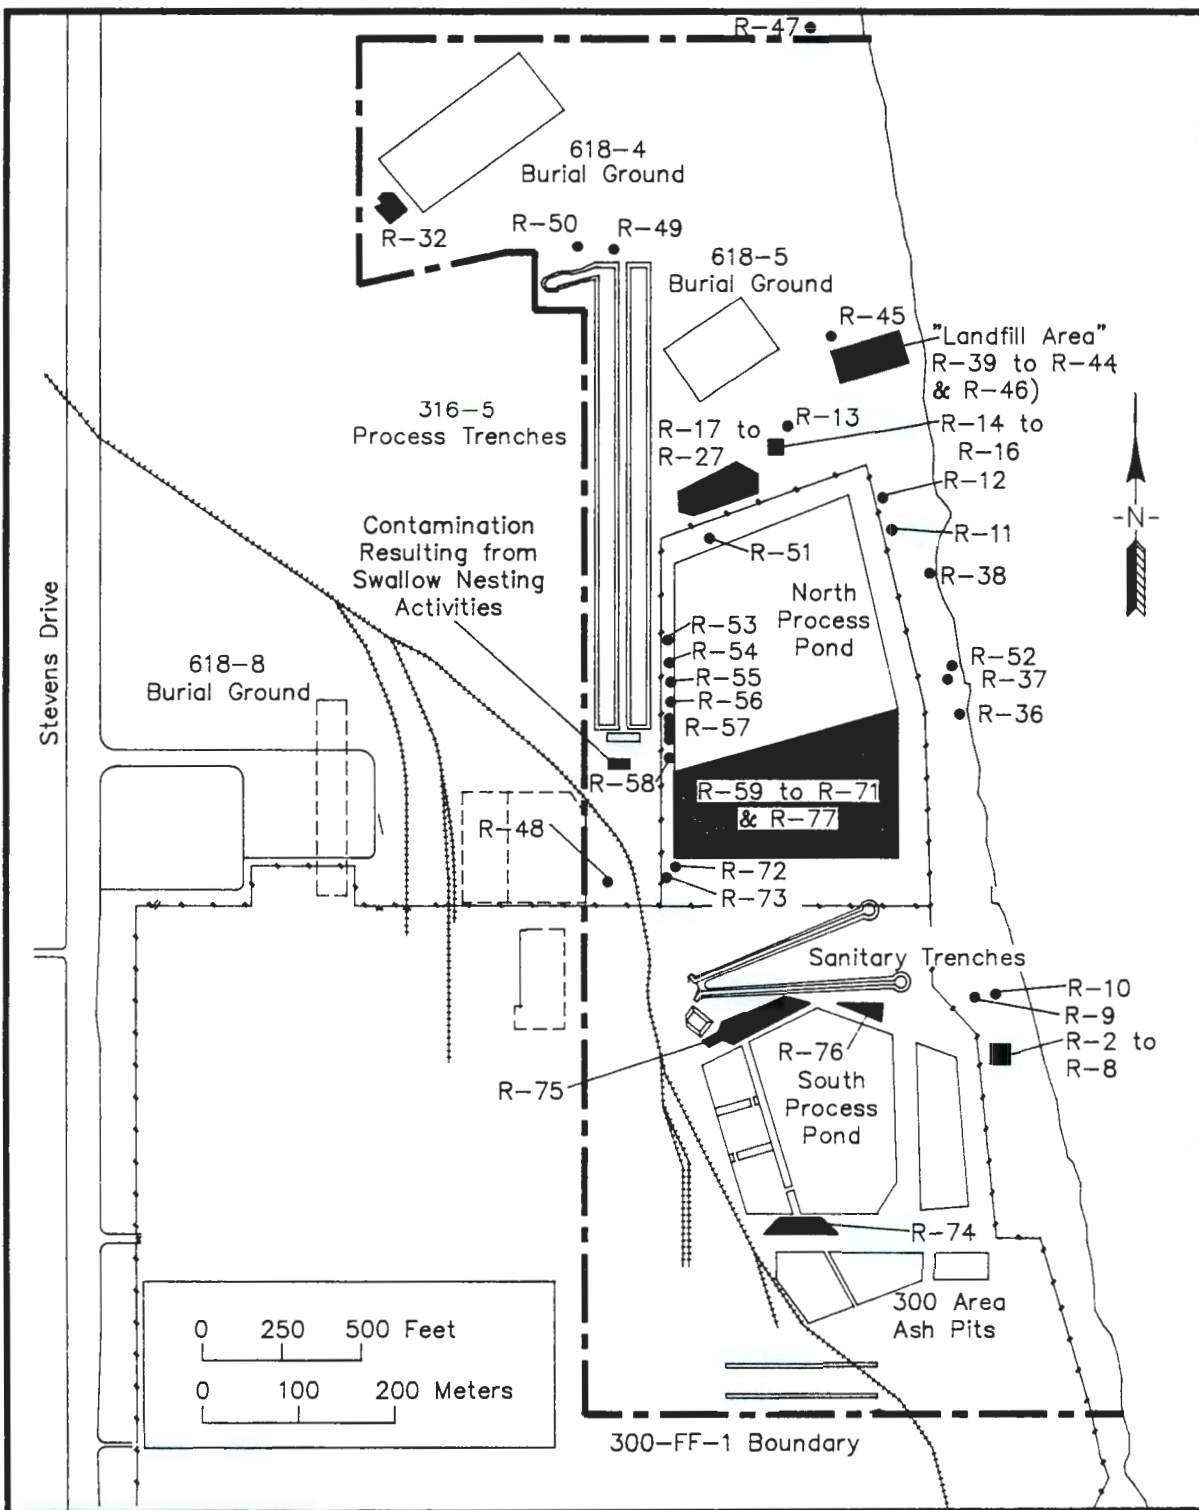 R-47
618-4
Burial Ground
R-32
R-50
R-49
618-5
Burial Ground
R-45
"Landfill Area"
R-39 to R-44
& R-46)
316-5
Process Trenches
R-17 to
R-27
R-13
R-14 to
R-16
R-12
R-11
R-51
R-38
-N-
Contamination
Resulting from
Swallow Nesting
Activities
North
Process
Pond
Stevens Drive
618-8
Burial Ground
R-53
R-54
R-55
R-56
R-57
R-58
R-52
R-37
R-36
R-59 to R-71
& R-77
R-48
R-72
R-73
Sanitary Trenches
R-10
R-9
R-2 to
R-8
R-75
R-76
South
Process
Pond
R-74
300 Area
Ash Pits
0 250 500 Feet
0 100 200 Meters
300-FF-1 Boundary